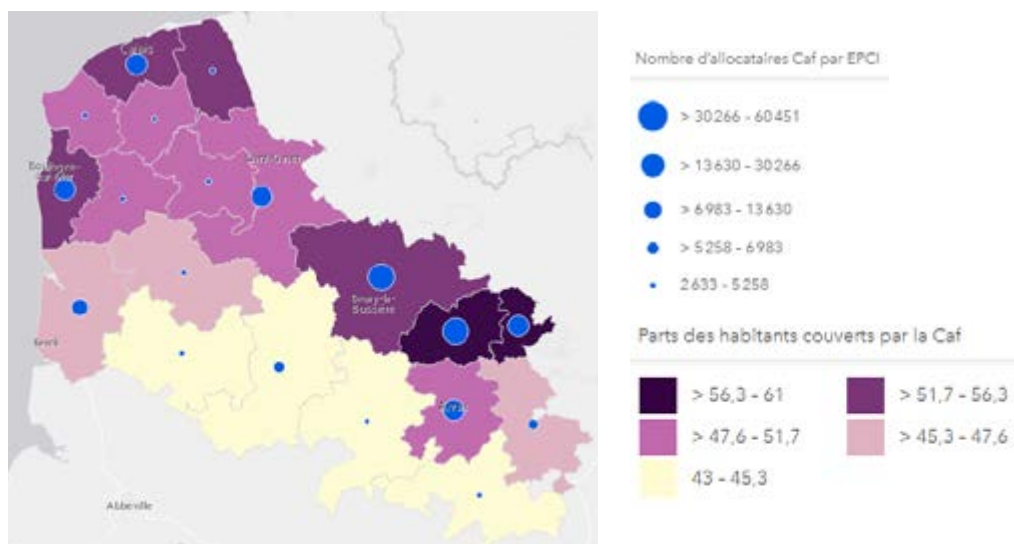 Calais
Boulogne-
sur-Mer
Saint-Omer
Bruay-la-
Buissière
Berck
Arras
Abbeville
Nombre d'allocataires Caf par EPCI
> 30266 - 60451
> 13630 - 30266
> 6983 - 13630
> 5258 - 6983
2633 - 5258
Parts des habitants couverts par la Caf
> 56,3 - 61
> 51,7 - 56,3
> 47,6 - 51,7
> 45,3 - 47,6
43 - 45,3